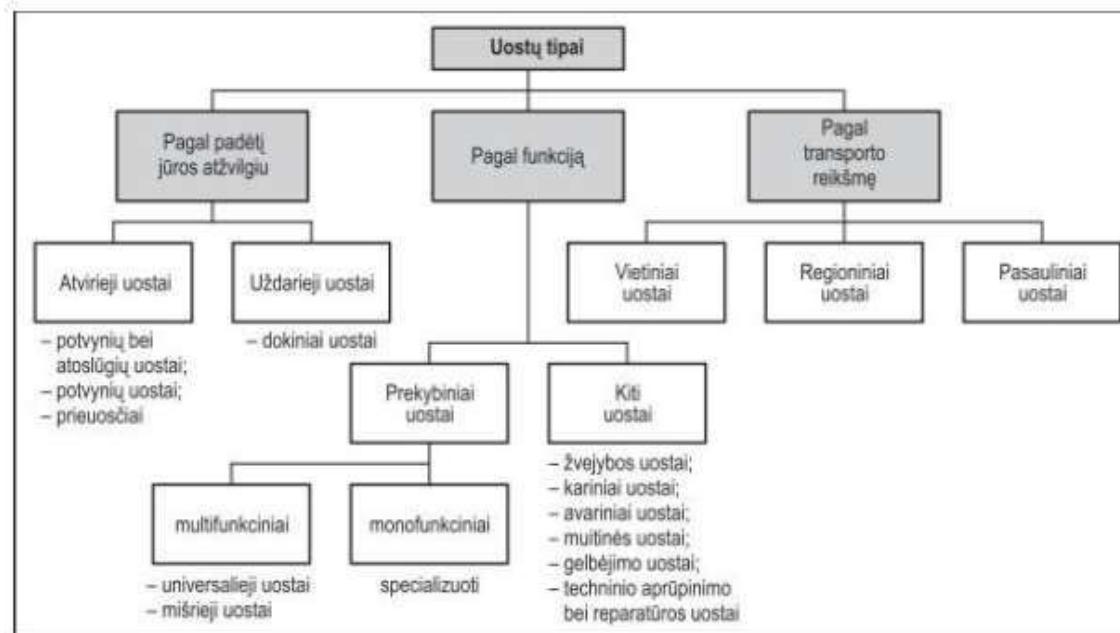 Uostų tipai
Pagal padėtį
jūros atžvilgiu
Pagal funkciją
Pagal
transporto
reikšmę
Atvirieji uostai
Uždarieji uostai
Vietiniai
uostai
Regioniniai
uostai
Pasauliniai
uostai
– potvynių bei
atoslūgių uostai;
– potvynių uostai;
– prieuosčiai
– dokiniai uostai
Prekybiniai
uostai
Kiti
uostai
multifunkciniai
monofunkciniai
– universalieji uostai
– mišrieji uostai
specializuoti
– žvejybos uostai;
– kariniai uostai;
– avariniai uostai;
– muitinės uostai;
– gelbėjimo uostai;
– techninio aprūpinimo
bei reparatūros uostai